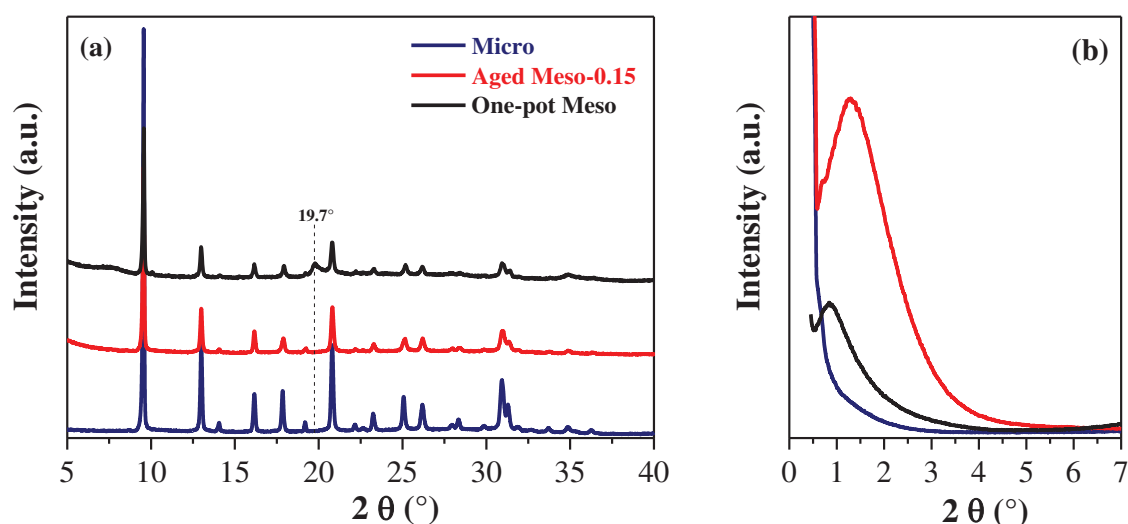 (a)
Micro
Aged Meso-0.15
One-pot Meso
19.7°
Intensity (a.u.)
5 10 15 20 25 30 35 40
2 θ (°)
(b)
Intensity (a.u.)
0 1 2 3 4 5 6 7
2 θ (°)